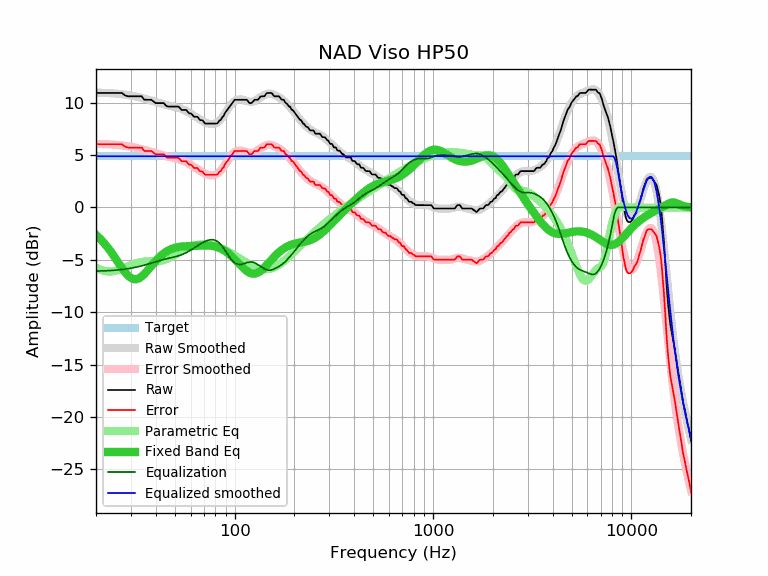 NAD Viso HP50
10
5
0
−5
−10
−15
−20
−25
Amplitude (dBr)
Target
Raw Smoothed
Error Smoothed
Raw
Error
Parametric Eq
Fixed Band Eq
Equalization
Equalized smoothed
100 1000 10000
Frequency (Hz)